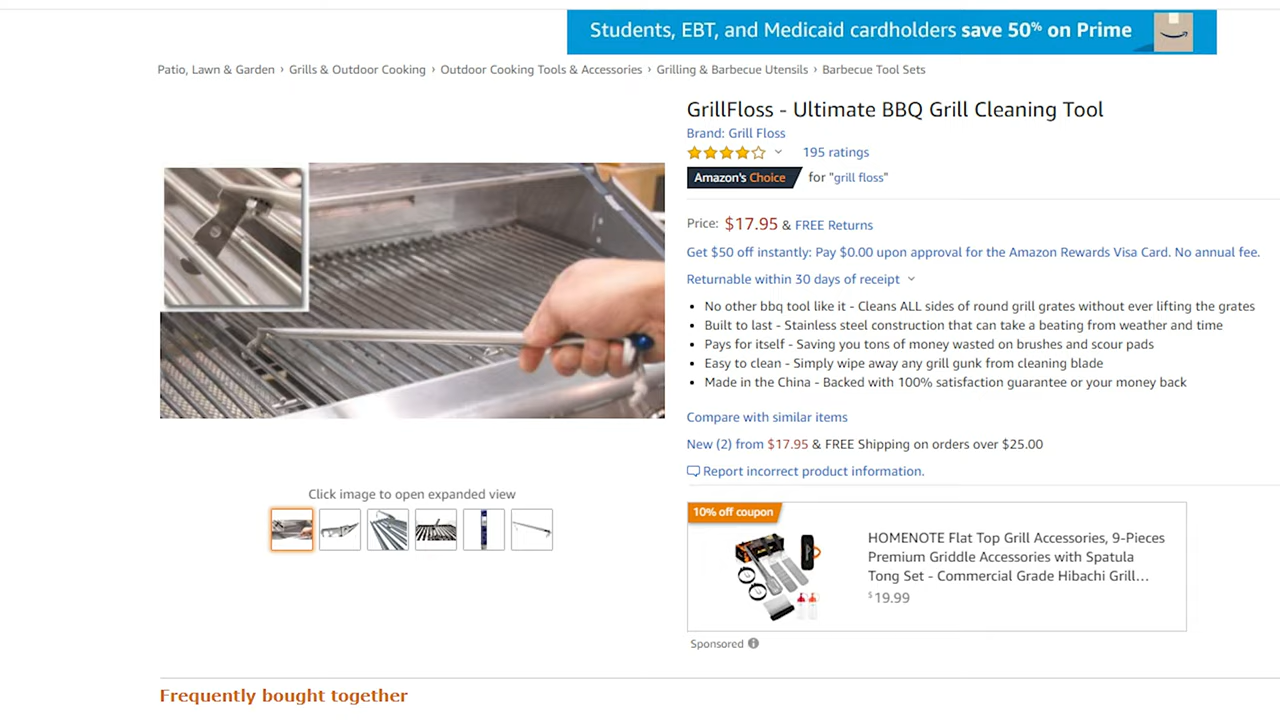 Students, EBT, and Medicaid cardholders save 50% on Prime
Patio, Lawn & Garden › Grills & Outdoor Cooking › Outdoor Cooking Tools & Accessories › Grilling & Barbecue Utensils › Barbecue Tool Sets
GrillFloss - Ultimate BBQ Grill Cleaning Tool
Brand: Grill Floss
195 ratings
Amazon's Choice for "grill floss"
Price: $17.95 & FREE Returns
Get $50 off instantly: Pay $0.00 upon approval for the Amazon Rewards Visa Card. No annual fee.
Returnable within 30 days of receipt
• No other bbq tool like it - Cleans ALL sides of round grill grates without ever lifting the grates
• Built to last - Stainless steel construction that can take a beating from weather and time
• Pays for itself - Saving you tons of money wasted on brushes and scour pads
• Easy to clean - Simply wipe away any grill gunk from cleaning blade
• Made in the China - Backed with 100% satisfaction guarantee or your money back
Compare with similar items
New (2) from $17.95 & FREE Shipping on orders over $25.00
Report incorrect product information.
Click image to open expanded view
10% off coupon
HOMENOTE Flat Top Grill Accessories, 9-Pieces
Premium Griddle Accessories with Spatula
Tong Set - Commercial Grade Hibachi Grill...
$19.99
Sponsored
Frequently bought together